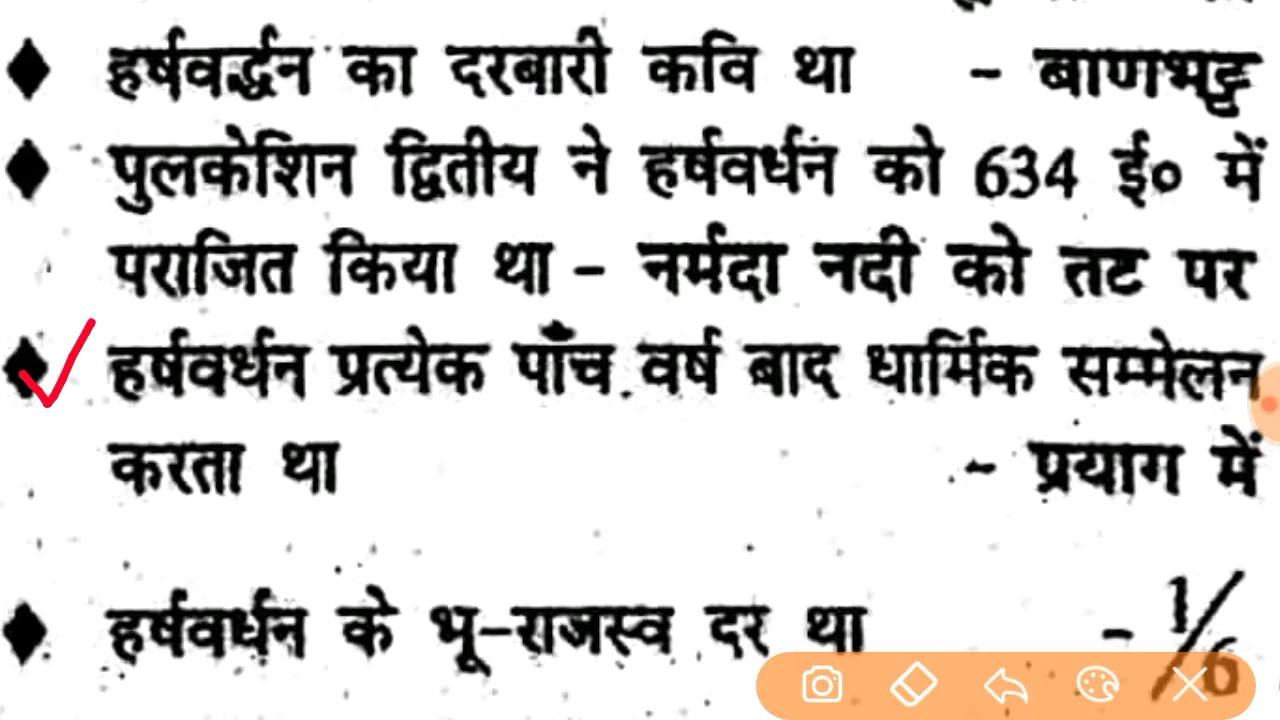 ♦ हर्षवर्द्धन का दरबारी कवि था - बाणभट्ट
♦ पुलकेशिन द्वितीय ने हर्षवर्धन को 634 ई० में
पराजित किया था - नर्मदा नदी को तट पर
♦ हर्षवर्धन प्रत्येक पाँच वर्ष बाद धार्मिक सम्मेलन
करता था - प्रयाग में
♦ हर्षवर्धन के भू-राजस्व दर था - 1/6